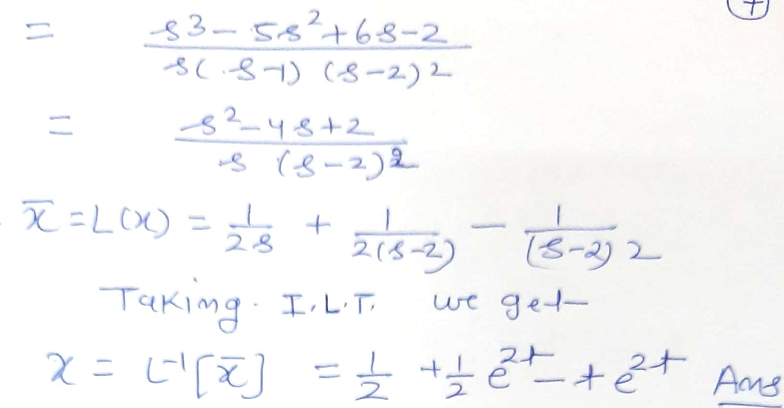 7
= s3-5s²+6s-2 / s(s-1)(s-2)2
= s²-4s+2 / s(s-2)2
x̄ = L(x) = 1/2s + 1/2(s-2) - 1/(s-2)2
Taking. I.L.T. we get
x = L⁻¹[x̄] = 1/2 + 1/2 e^2t - te^2t Ans